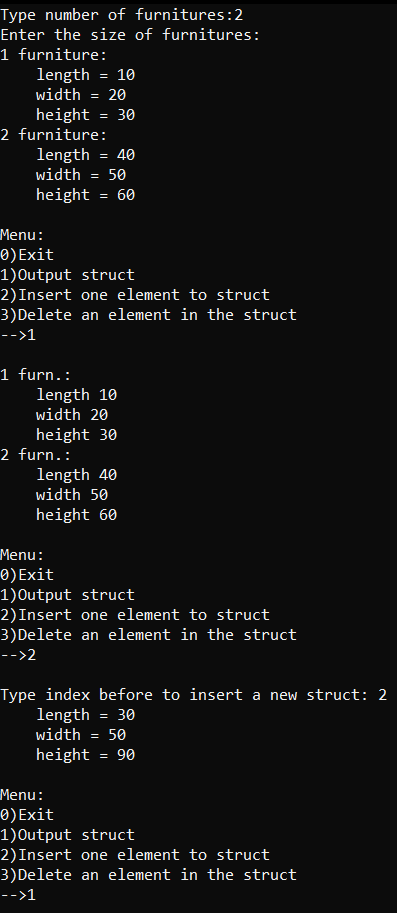 Type number of furnitures:2
Enter the size of furnitures:
1 furniture:
    length = 10
    width = 20
    height = 30
2 furniture:
    length = 40
    width = 50
    height = 60

Menu:
0)Exit
1)Output struct
2)Insert one element to struct
3)Delete an element in the struct
-->1

1 furn.:
    length 10
    width 20
    height 30
2 furn.:
    length 40
    width 50
    height 60

Menu:
0)Exit
1)Output struct
2)Insert one element to struct
3)Delete an element in the struct
-->2

Type index before to insert a new struct: 2
    length = 30
    width = 50
    height = 90

Menu:
0)Exit
1)Output struct
2)Insert one element to struct
3)Delete an element in the struct
-->1